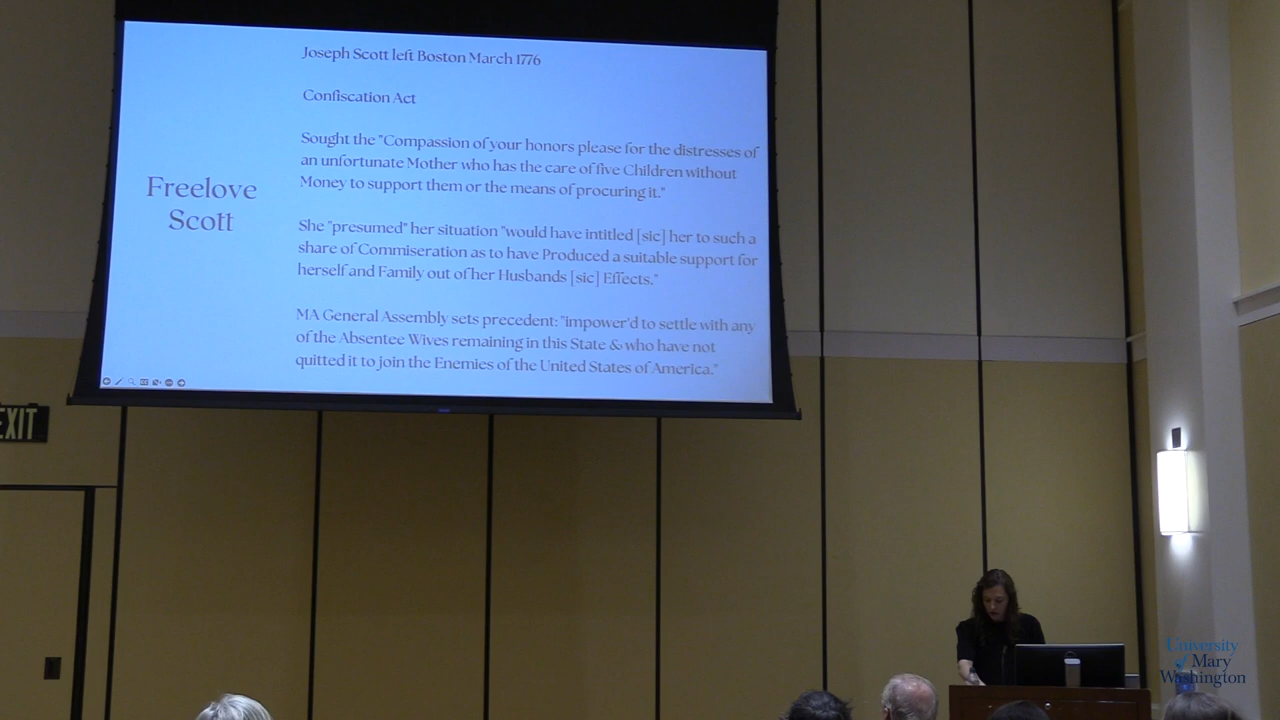 Joseph Scott left Boston March 1776
Confiscation Act
Sought the "Compassion of your honors please for the distresses of
an unfortunate Mother who has the care of five Children without
Money to support them or the means of procuring it."
Freelove
Scott
She "presumed" her situation "would have intitled [sic] her to such a
share of Commiseration as to have Produced a suitable support for
herself and Family out of her Husbands [sic] Effects."
MA General Assembly sets precedent: "impower'd to settle with any
of the Absentee Wives remaining in this State & who have not
quitted it to join the Enemies of the United States of America."
EXIT
University
of Mary
Washington